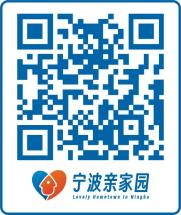 宁波亲家园
Lovely Hometown in Ningbo